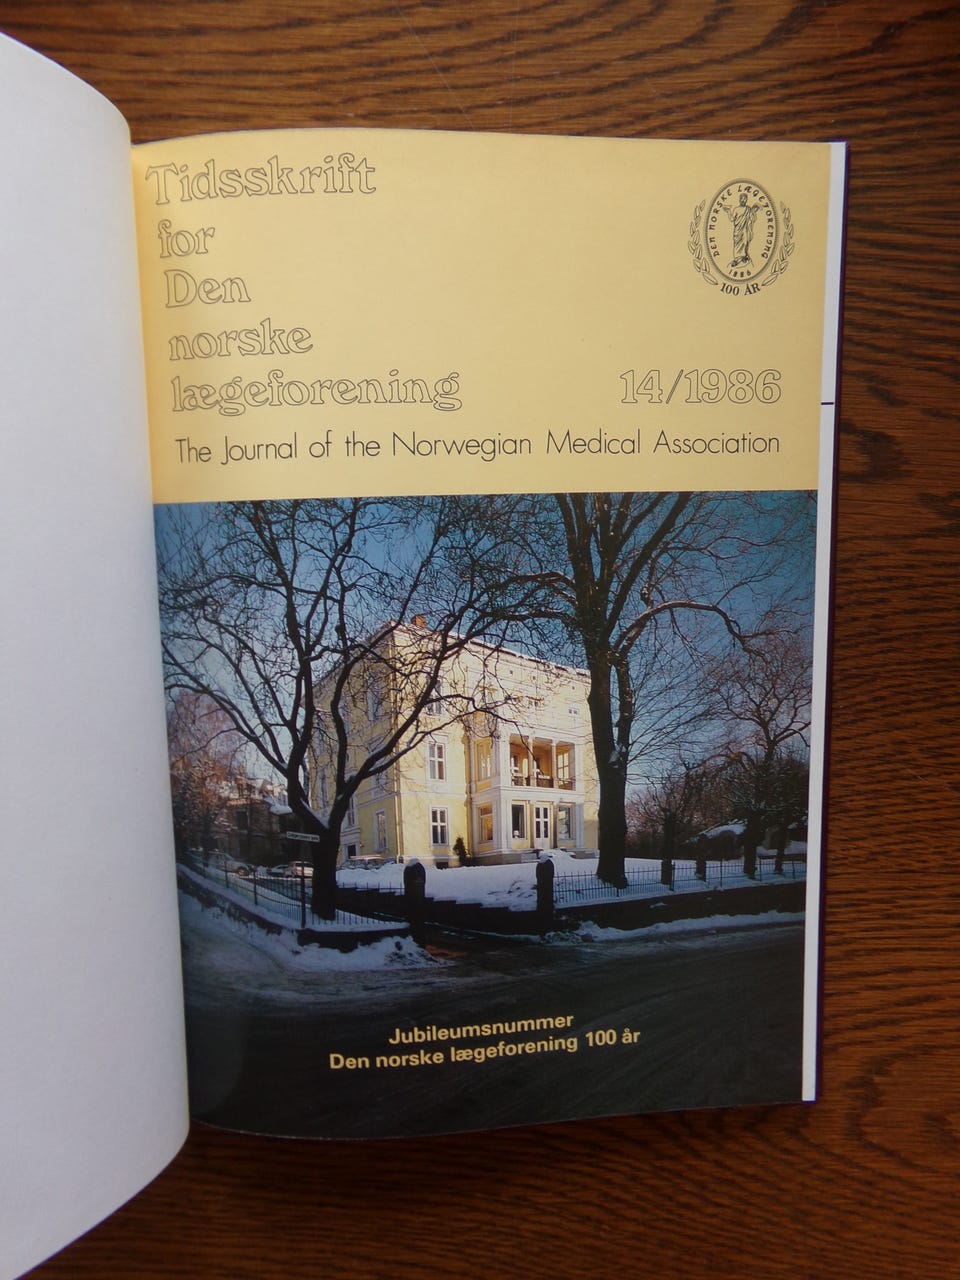 Tidsskrift
for
Den
norske
lægeforening
14/1986
The Journal of the Norwegian Medical Association
DEN NORSKE LÆGEFORENING
1886
100 ÅR
Jubileumsnummer
Den norske lægeforening 100 år